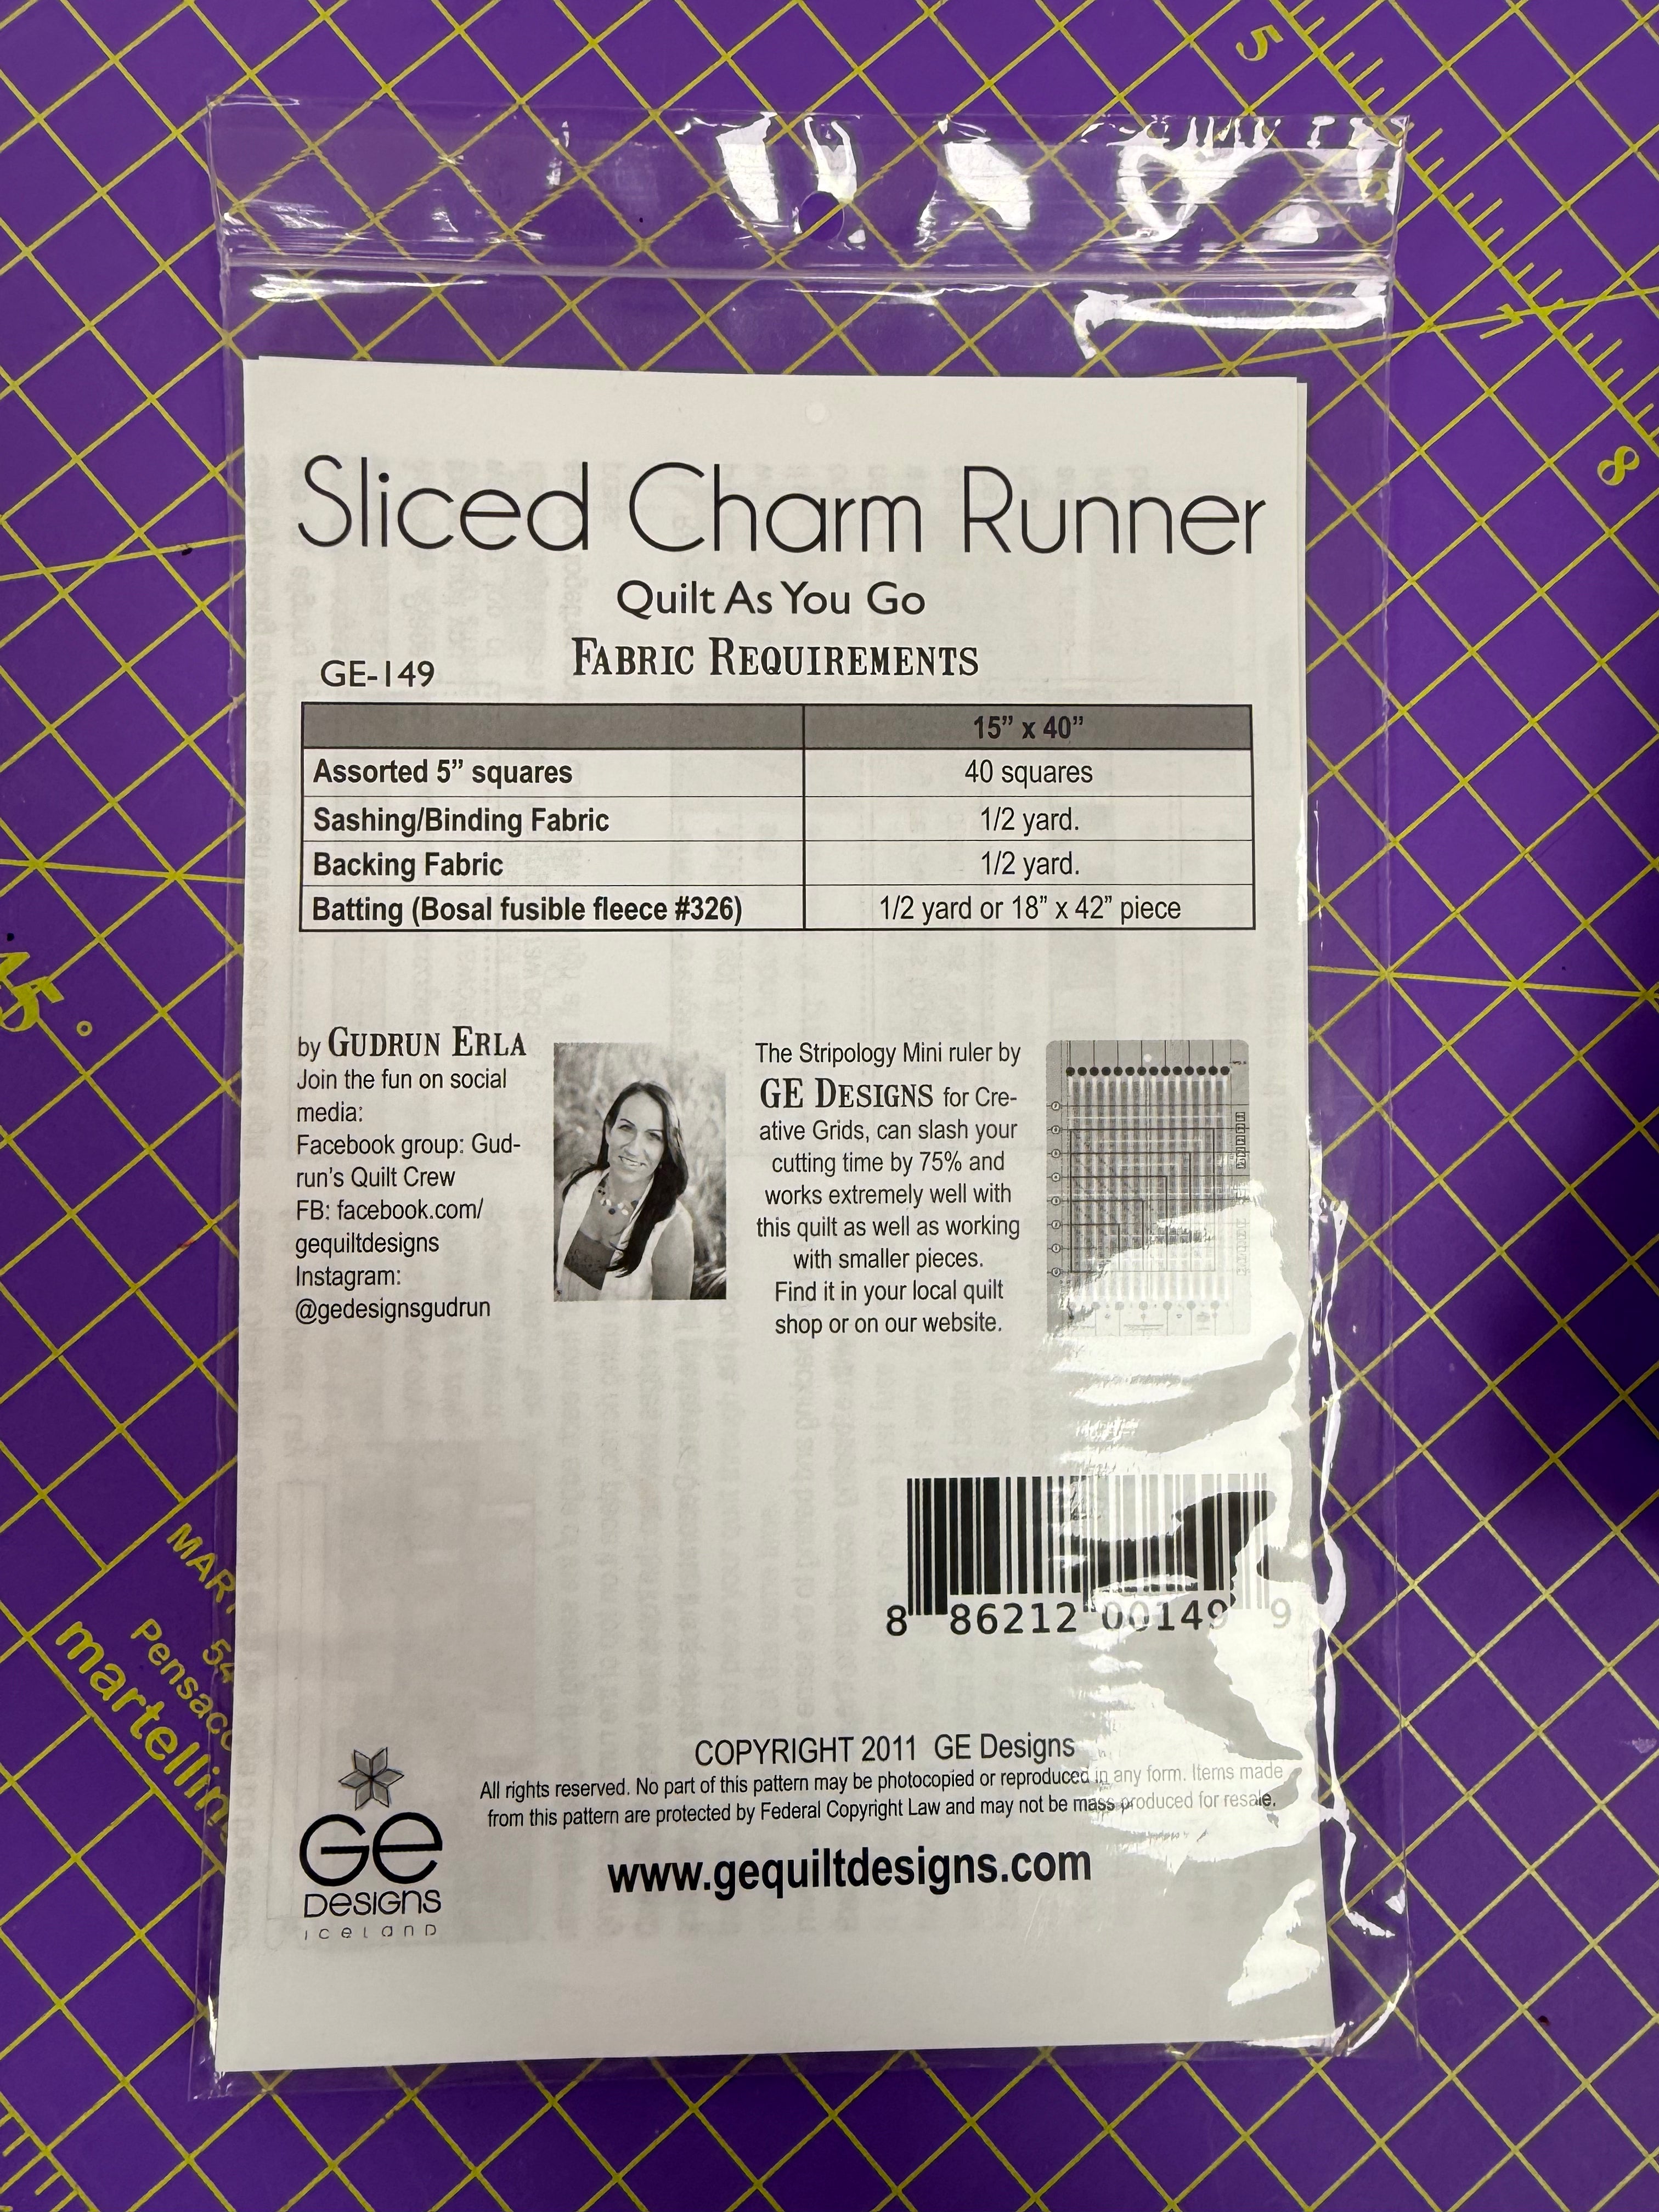 5
7
8
Sliced Charm Runner
Quilt As You Go
FABRIC REQUIREMENTS
GE-149
15” x 40”
Assorted 5” squares 40 squares
Sashing/Binding Fabric 1/2 yard.
Backing Fabric 1/2 yard.
Batting (Bosal fusible fleece #326) 1/2 yard or 18” x 42” piece
by GUDRUN ERLA
Join the fun on social
media:
Facebook group: Gud-
run’s Quilt Crew
FB: facebook.com/
gequiltdesigns
Instagram:
@gedesignsgudrun
The Stripology Mini ruler by
GE DESIGNS for Cre-
ative Grids, can slash your
cutting time by 75% and
works extremely well with
this quilt as well as working
with smaller pieces.
Find it in your local quilt
shop or on our website.
8 86212 00149 9
45°
MART
54
Pensaco
martellin
COPYRIGHT 2011 GE Designs
All rights reserved. No part of this pattern may be photocopied or reproduced in any form. Items made
from this pattern are protected by Federal Copyright Law and may not be mass produced for resale.
www.gequiltdesigns.com
Ge
DESIGNS
ICELAND